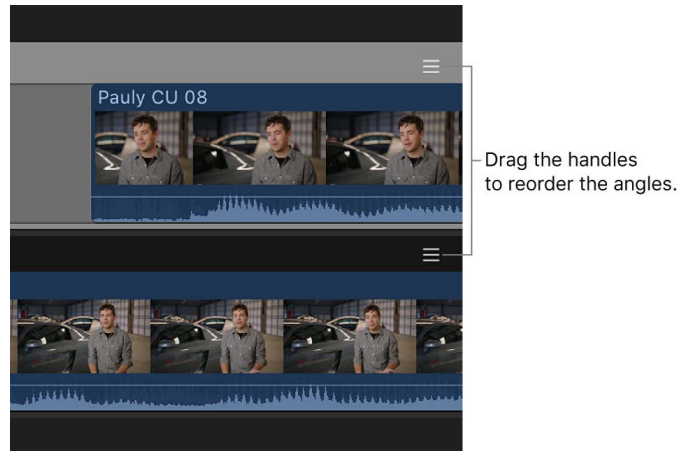 Pauly CU 08
Drag the handles
to reorder the angles.